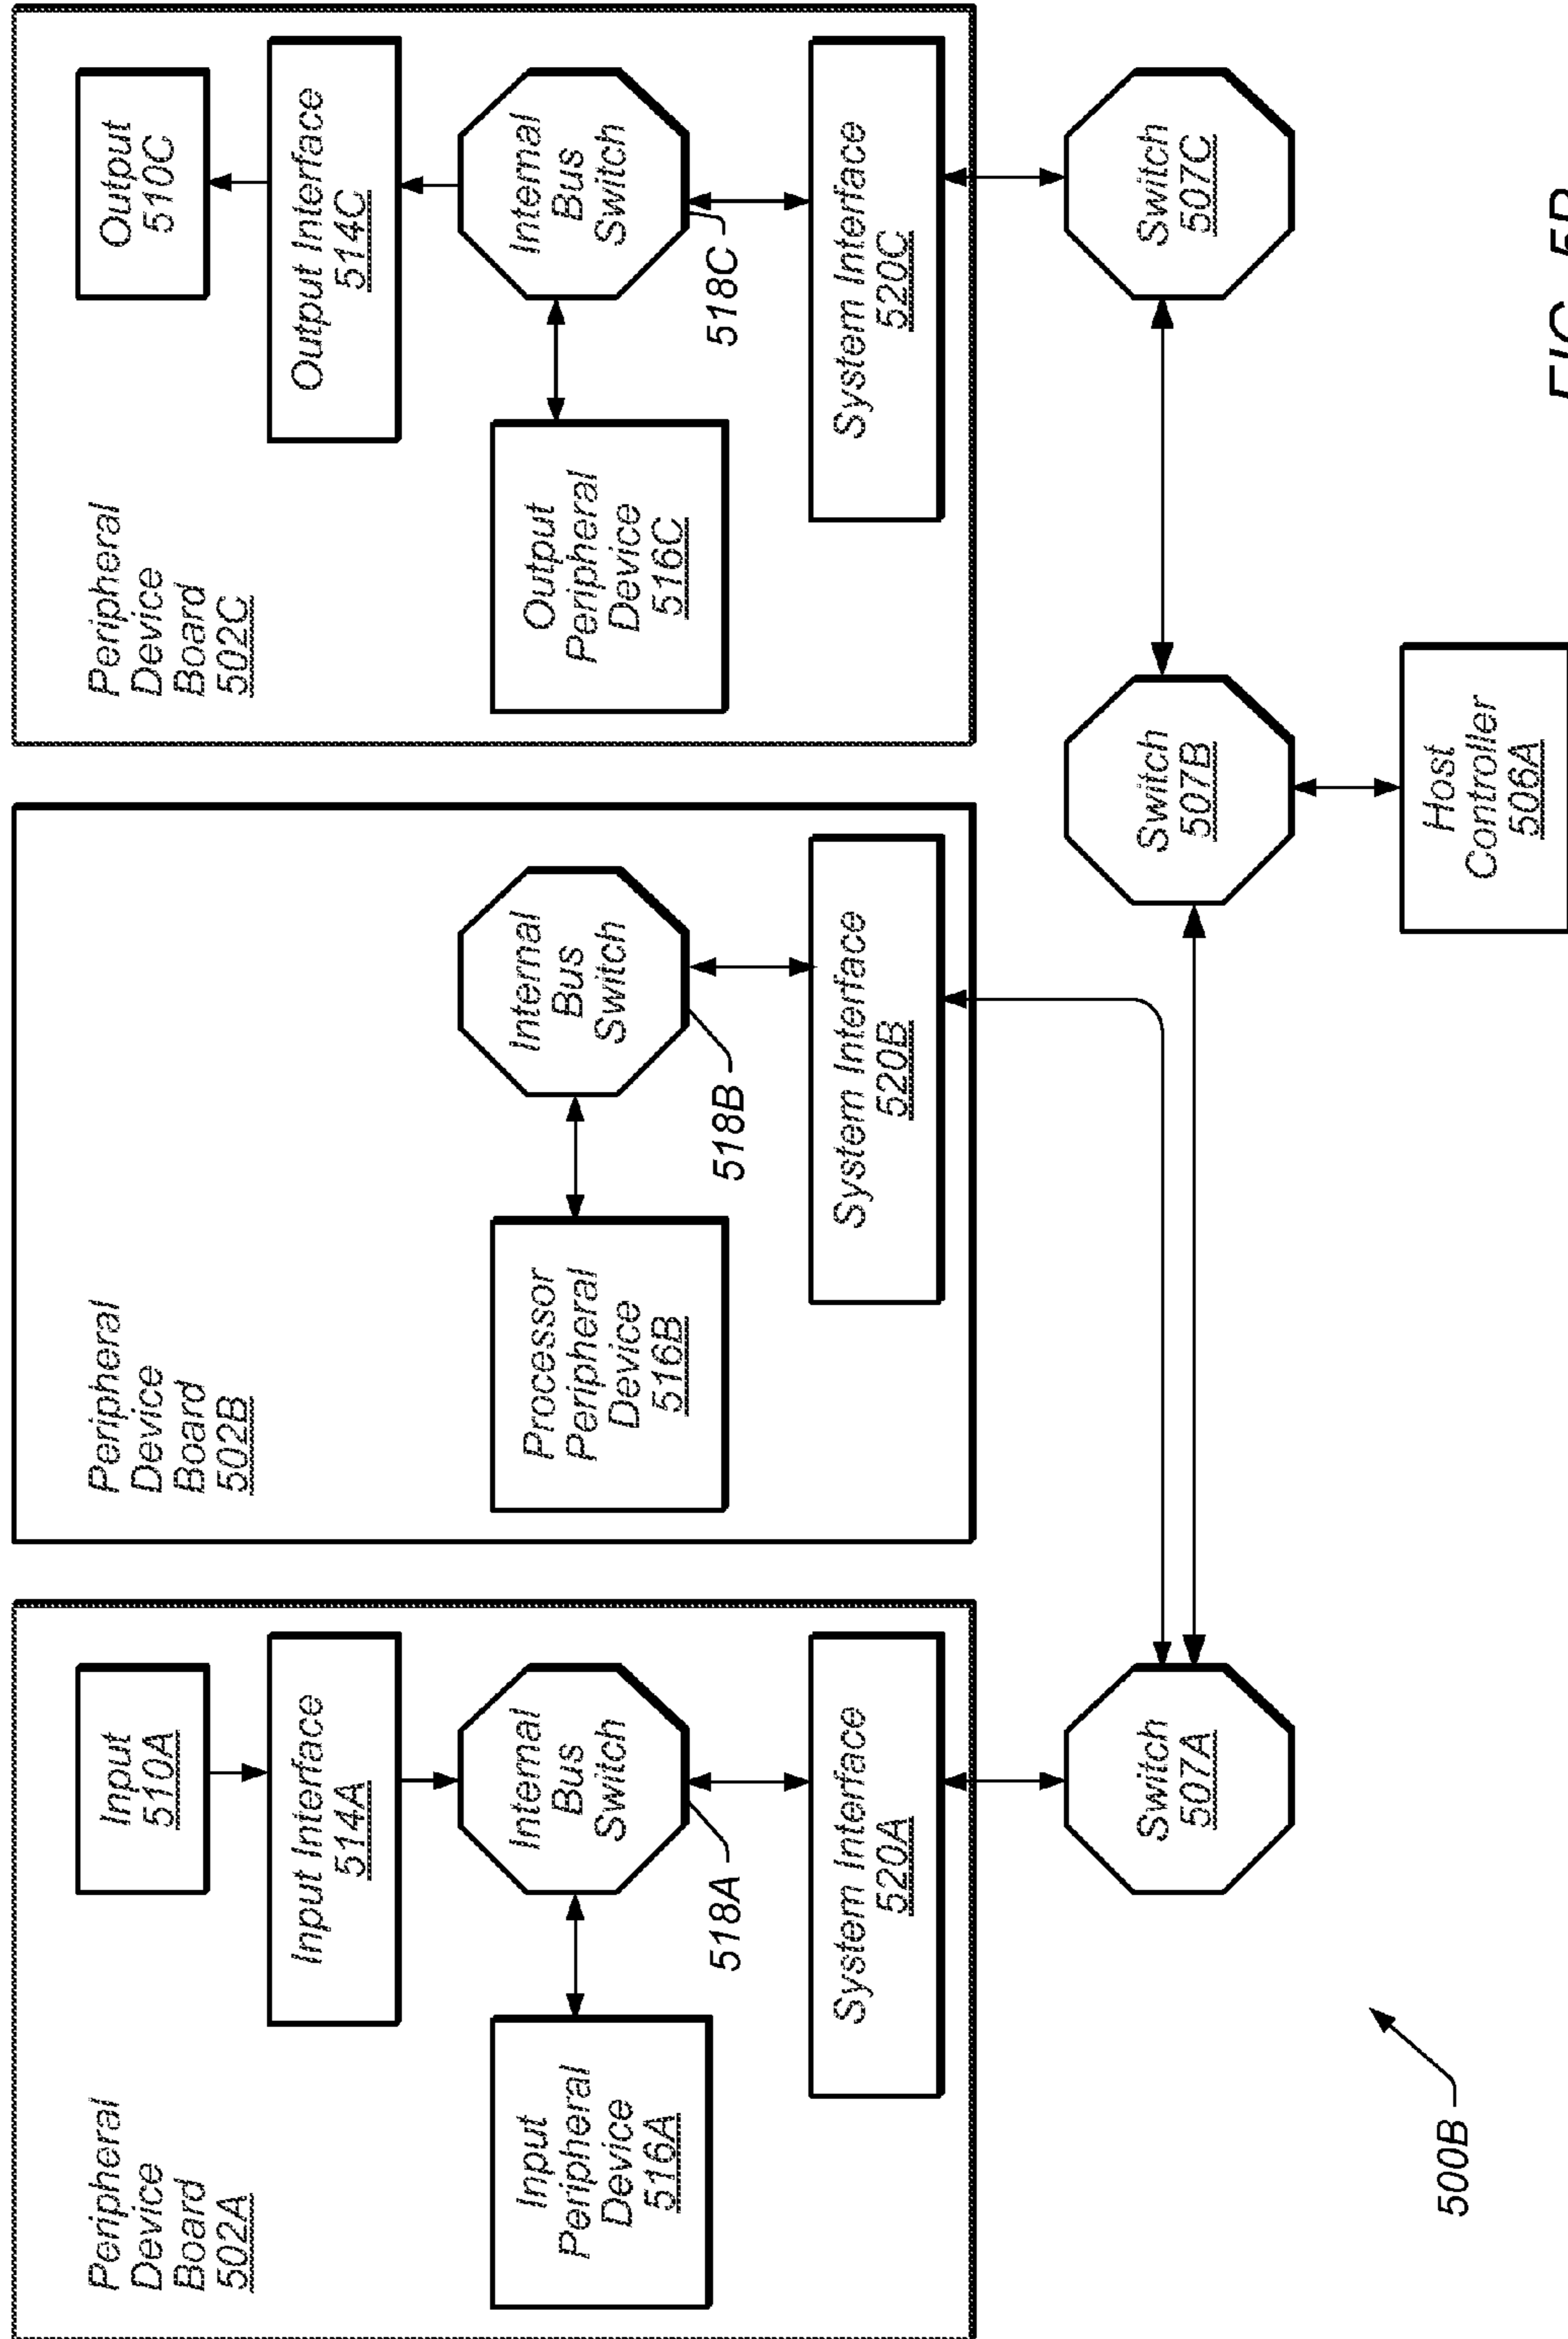 Peripheral
Device
Board
502A
Input
510A
Input Interface
514A
Internal
Bus
Switch
Input
Peripheral
Device
516A
518A
System Interface
520A
Peripheral
Device
Board
502B
Internal
Bus
Switch
Processor
Peripheral
Device
516B
518B
System Interface
520B
Peripheral
Device
Board
502C
Output
510C
Output Interface
514C
Internal
Bus
Switch
Output
Peripheral
Device
516C
518C
System Interface
520C
Switch
507A
Switch
507B
Switch
507C
Host
Controller
506A
500B
FIG. 5B